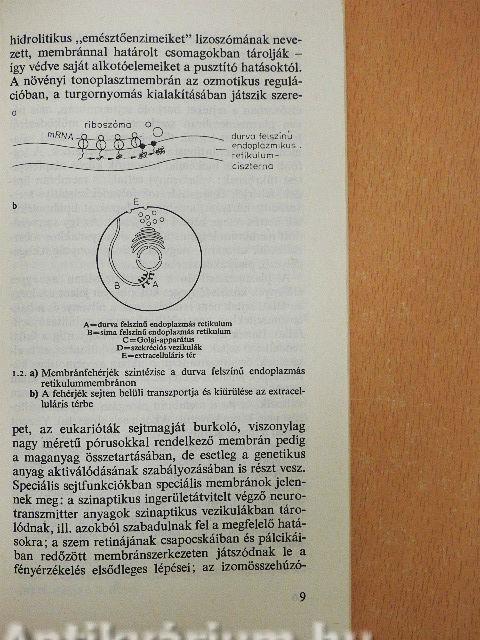 hidrolitikus „emésztőenzimeiket” lizoszómának neve-
zett, membránnal határolt csomagokban tárolják –
így védve saját alkotóelemeiket a pusztító hatásoktól.
A növényi tonoplasztmembrán az ozmotikus regulá-
cióban, a turgornyomás kialakításában játszik szere-
a
riboszóma
mRNA
durva felszínű
endoplazmikus
retikulum-
ciszterna
b
E
B
A
A=durva felszínű endoplazmás retikulum
B=sima felszínű endoplazmás retikulum
C=Golgi-apparátus
D=szekréciós vezikulák
E=extracelluláris tér
1.2. a) Membránfehérjék szintézise a durva felszínű endoplazmás
retikulummembránon
b) A fehérjék sejten belüli transzportja és kiürülése az extracel-
luláris térbe
pet, az eukarióták sejtmagját burkoló, viszonylag
nagy méretű pórusokkal rendelkező membrán pedig
a maganyag összetartásában, de esetleg a genetikus
anyag aktiválódásának szabályozásában is részt vesz.
Speciális sejtfunkciókban speciális membránok jelen-
nek meg: a szinaptikus ingerületátvitelt végző neuro-
transzmitter anyagok szinaptikus vezikulákban táro-
lódnak, ill. azokból szabadulnak fel a megfelelő hatá-
sokra; a szem retinájának csapocskáiban és pálcikái-
ban redőzött membránszerkezeten játszódnak le a
fényérzékelés elsődleges lépései; az izomösszehúzó-
9
Antikvárium.hu